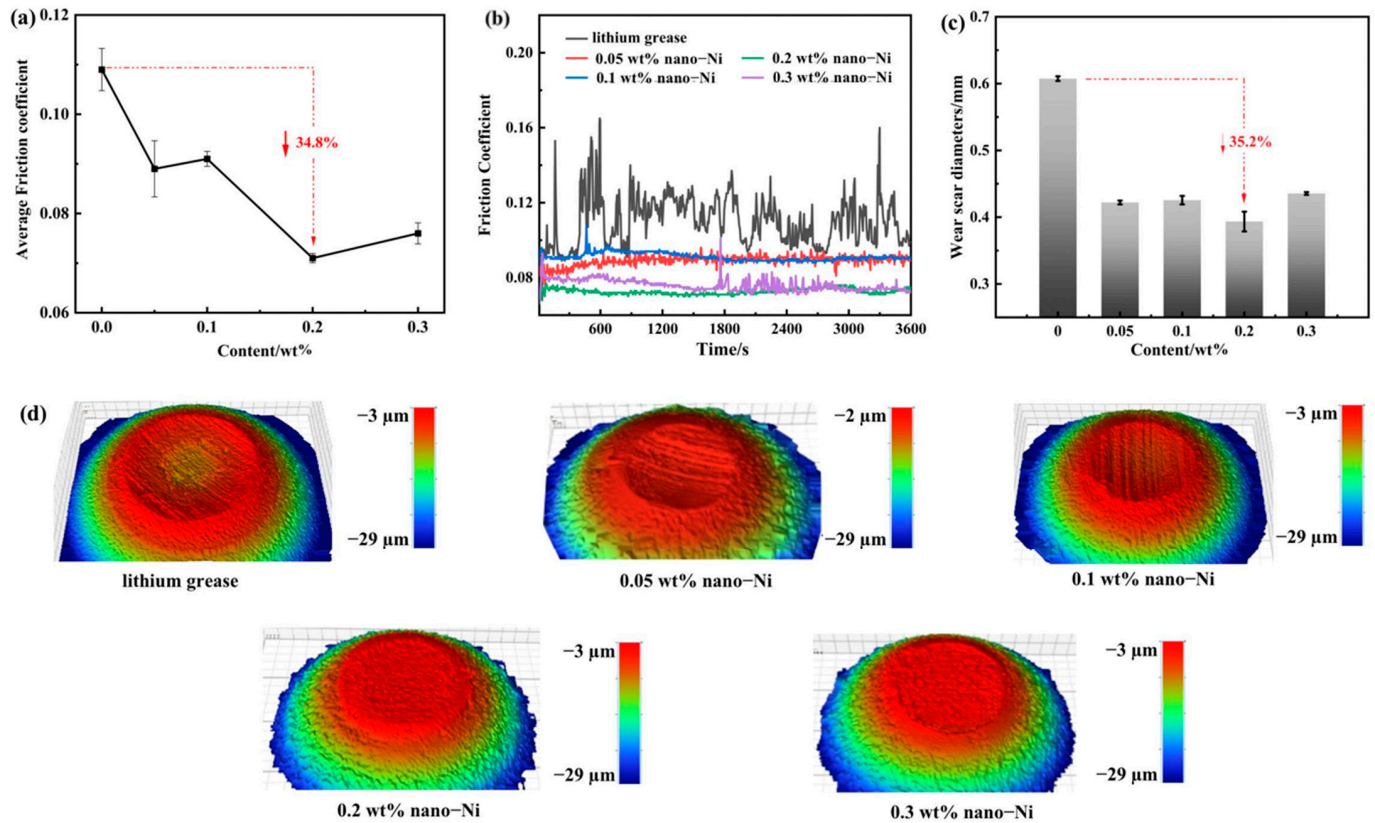 (a)
0.12
0.10
0.08
0.06
Average Friction coefficient
34.8%
0.0
0.1
0.2
0.3
Content/wt%
(b)
0.20
0.16
0.12
0.08
Friction Coefficient
lithium grease
0.05 wt% nano−Ni
0.2 wt% nano−Ni
0.1 wt% nano−Ni
0.3 wt% nano−Ni
600
1200
1800
2400
3000
3600
Time/s
(c)
0.7
0.6
0.5
0.4
0.3
Wear scar diameters/mm
35.2%
0
0.05
0.1
0.2
0.3
Content/wt%
(d)
−3 μm
−29 μm
lithium grease
−2 μm
−29 μm
0.05 wt% nano−Ni
−3 μm
−29 μm
0.1 wt% nano−Ni
−3 μm
−29 μm
0.2 wt% nano−Ni
−3 μm
−29 μm
0.3 wt% nano−Ni